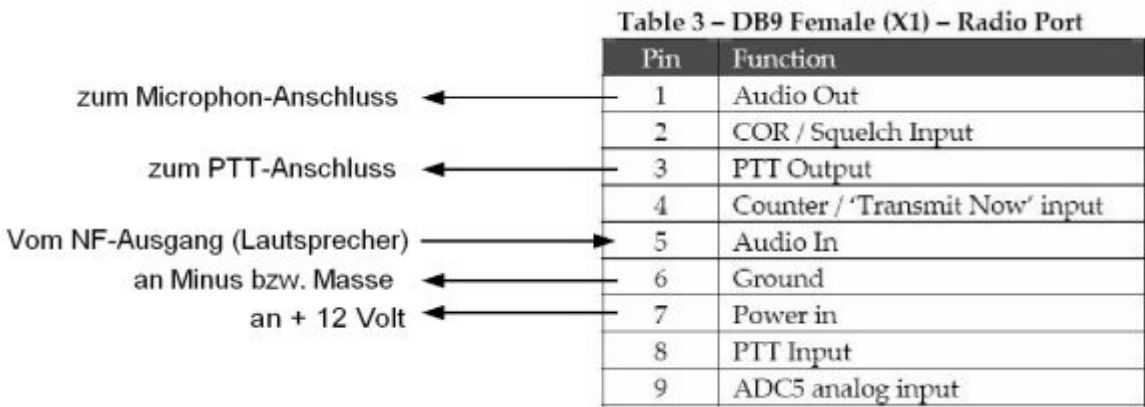 Table 3 – DB9 Female (X1) – Radio Port
Pin Function
zum Microphon-Anschluss 1 Audio Out
2 COR / Squelch Input
zum PTT-Anschluss 3 PTT Output
4 Counter / 'Transmit Now' input
Vom NF-Ausgang (Lautsprecher) 5 Audio In
an Minus bzw. Masse 6 Ground
an + 12 Volt 7 Power in
8 PTT Input
9 ADC5 analog input